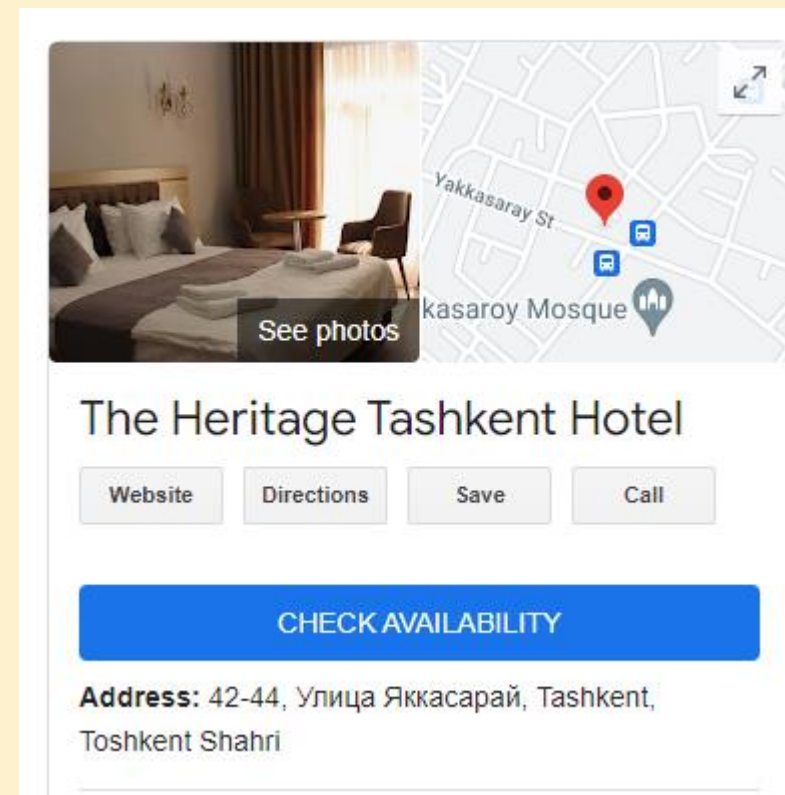 Yakkasaray St
kasaroy Mosque
See photos
The Heritage Tashkent Hotel
Website
Directions
Save
Call
CHECK AVAILABILITY
Address: 42-44, Улица Яккасарай, Tashkent,
Toshkent Shahri